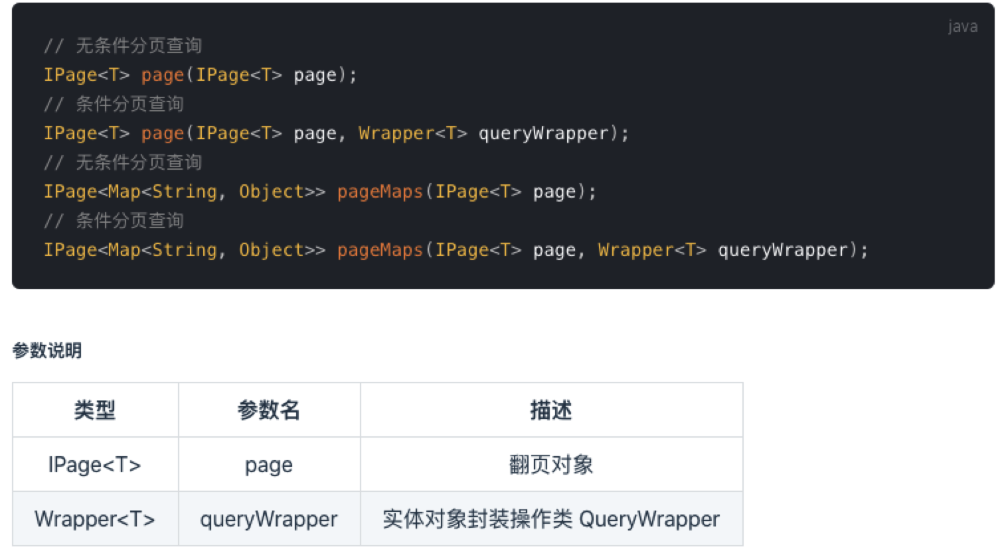 java
// 无条件分页查询
IPage<T> page(IPage<T> page);
// 条件分页查询
IPage<T> page(IPage<T> page, Wrapper<T> queryWrapper);
// 无条件分页查询
IPage<Map<String, Object>> pageMaps(IPage<T> page);
// 条件分页查询
IPage<Map<String, Object>> pageMaps(IPage<T> page, Wrapper<T> queryWrapper);
参数说明
类型 参数名 描述
IPage<T> page 翻页对象
Wrapper<T> queryWrapper 实体对象封装操作类 QueryWrapper